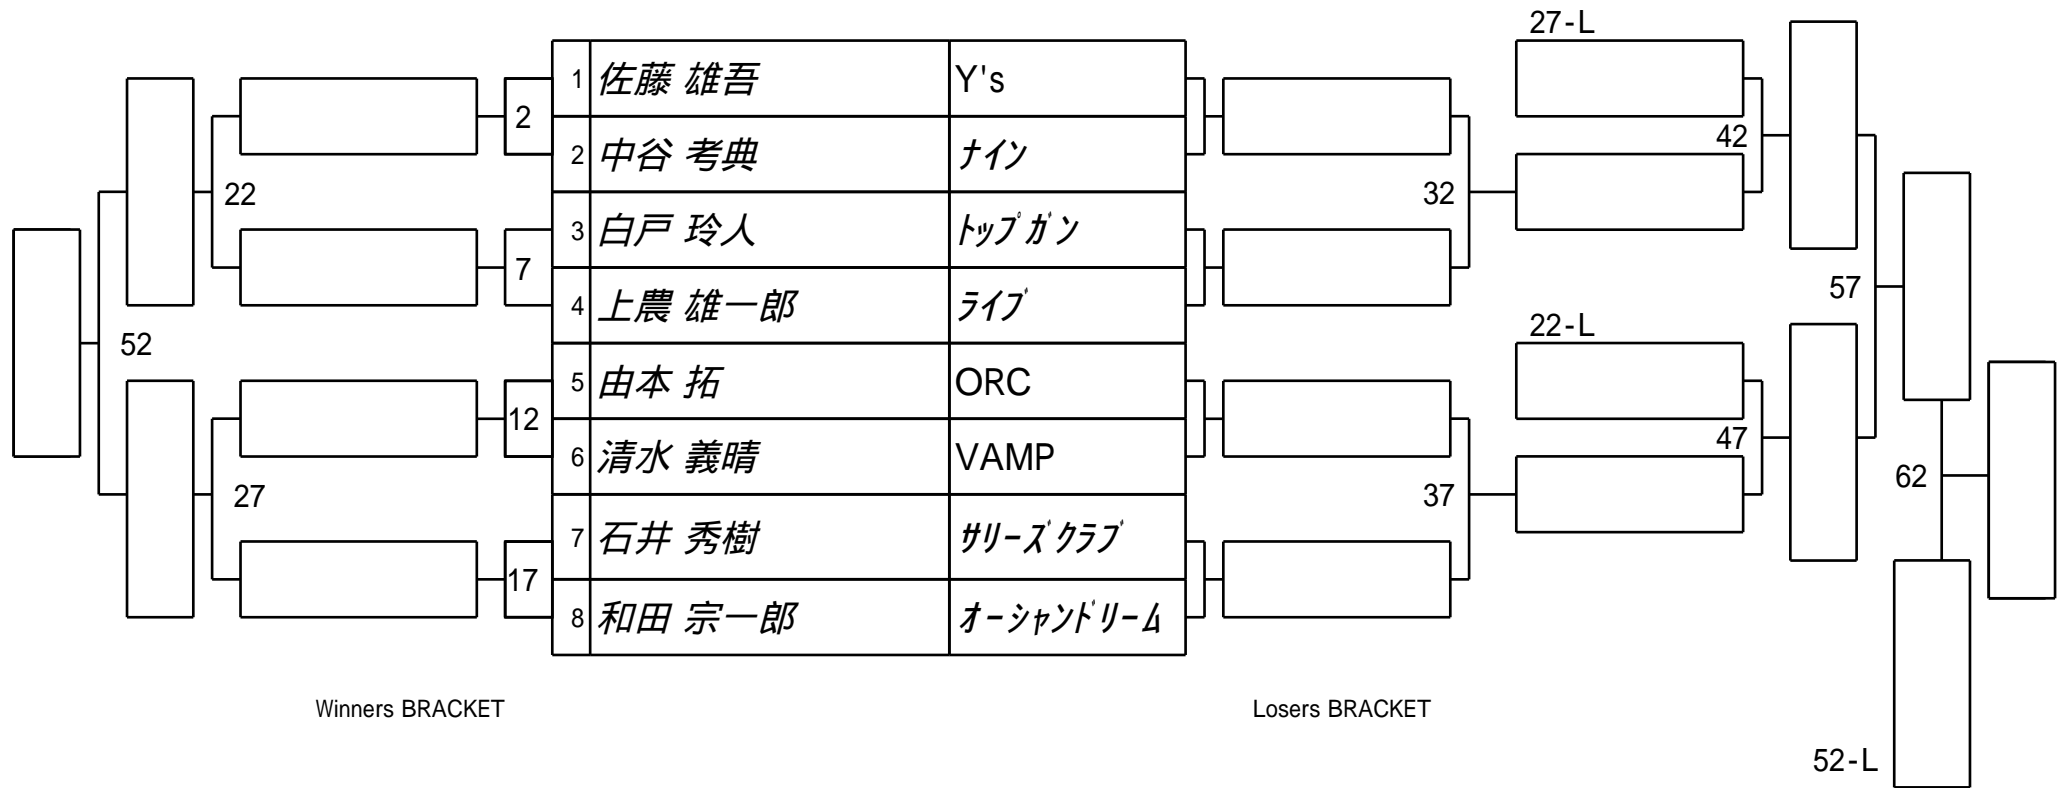 27-L
1 佐藤 雄吾 Y's
2
2 中谷 考典 ナイン
42
22
32
3 白戸 玲人 トップガン
7
4 上農 雄一郎 ライブ
57
52
22-L
5 由本 拓 ORC
12
47
6 清水 義晴 VAMP
62
27
37
7 石井 秀樹 サリーズクラブ
17
8 和田 宗一郎 オーシャンドリーム
Winners BRACKET
Losers BRACKET
52-L